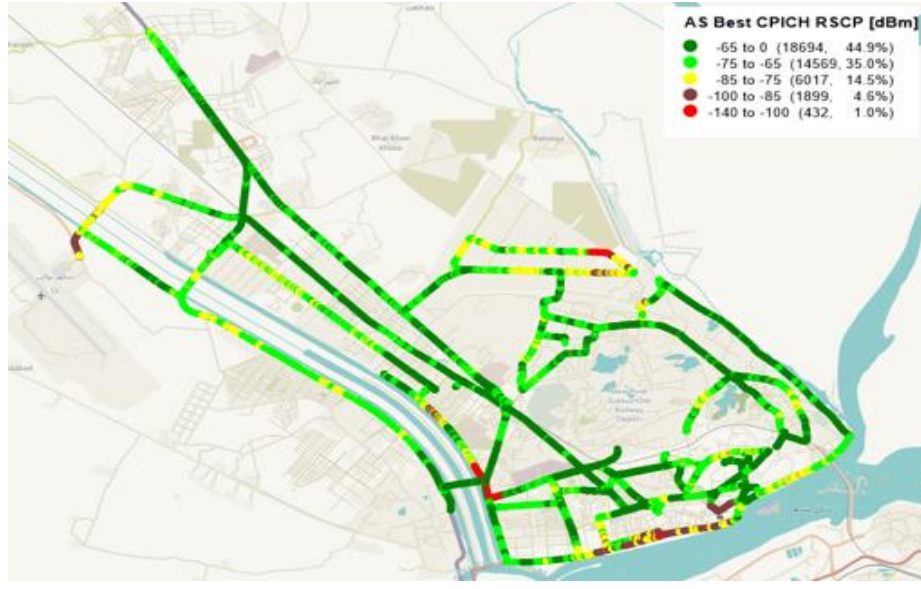 AS Best CPICH RSCP [dBm]
-65 to 0 (18694, 44.9%)
-75 to -65 (14569, 35.0%)
-85 to -75 (6017, 14.5%)
-100 to -85 (1899, 4.6%)
-140 to -100 (432, 1.0%)